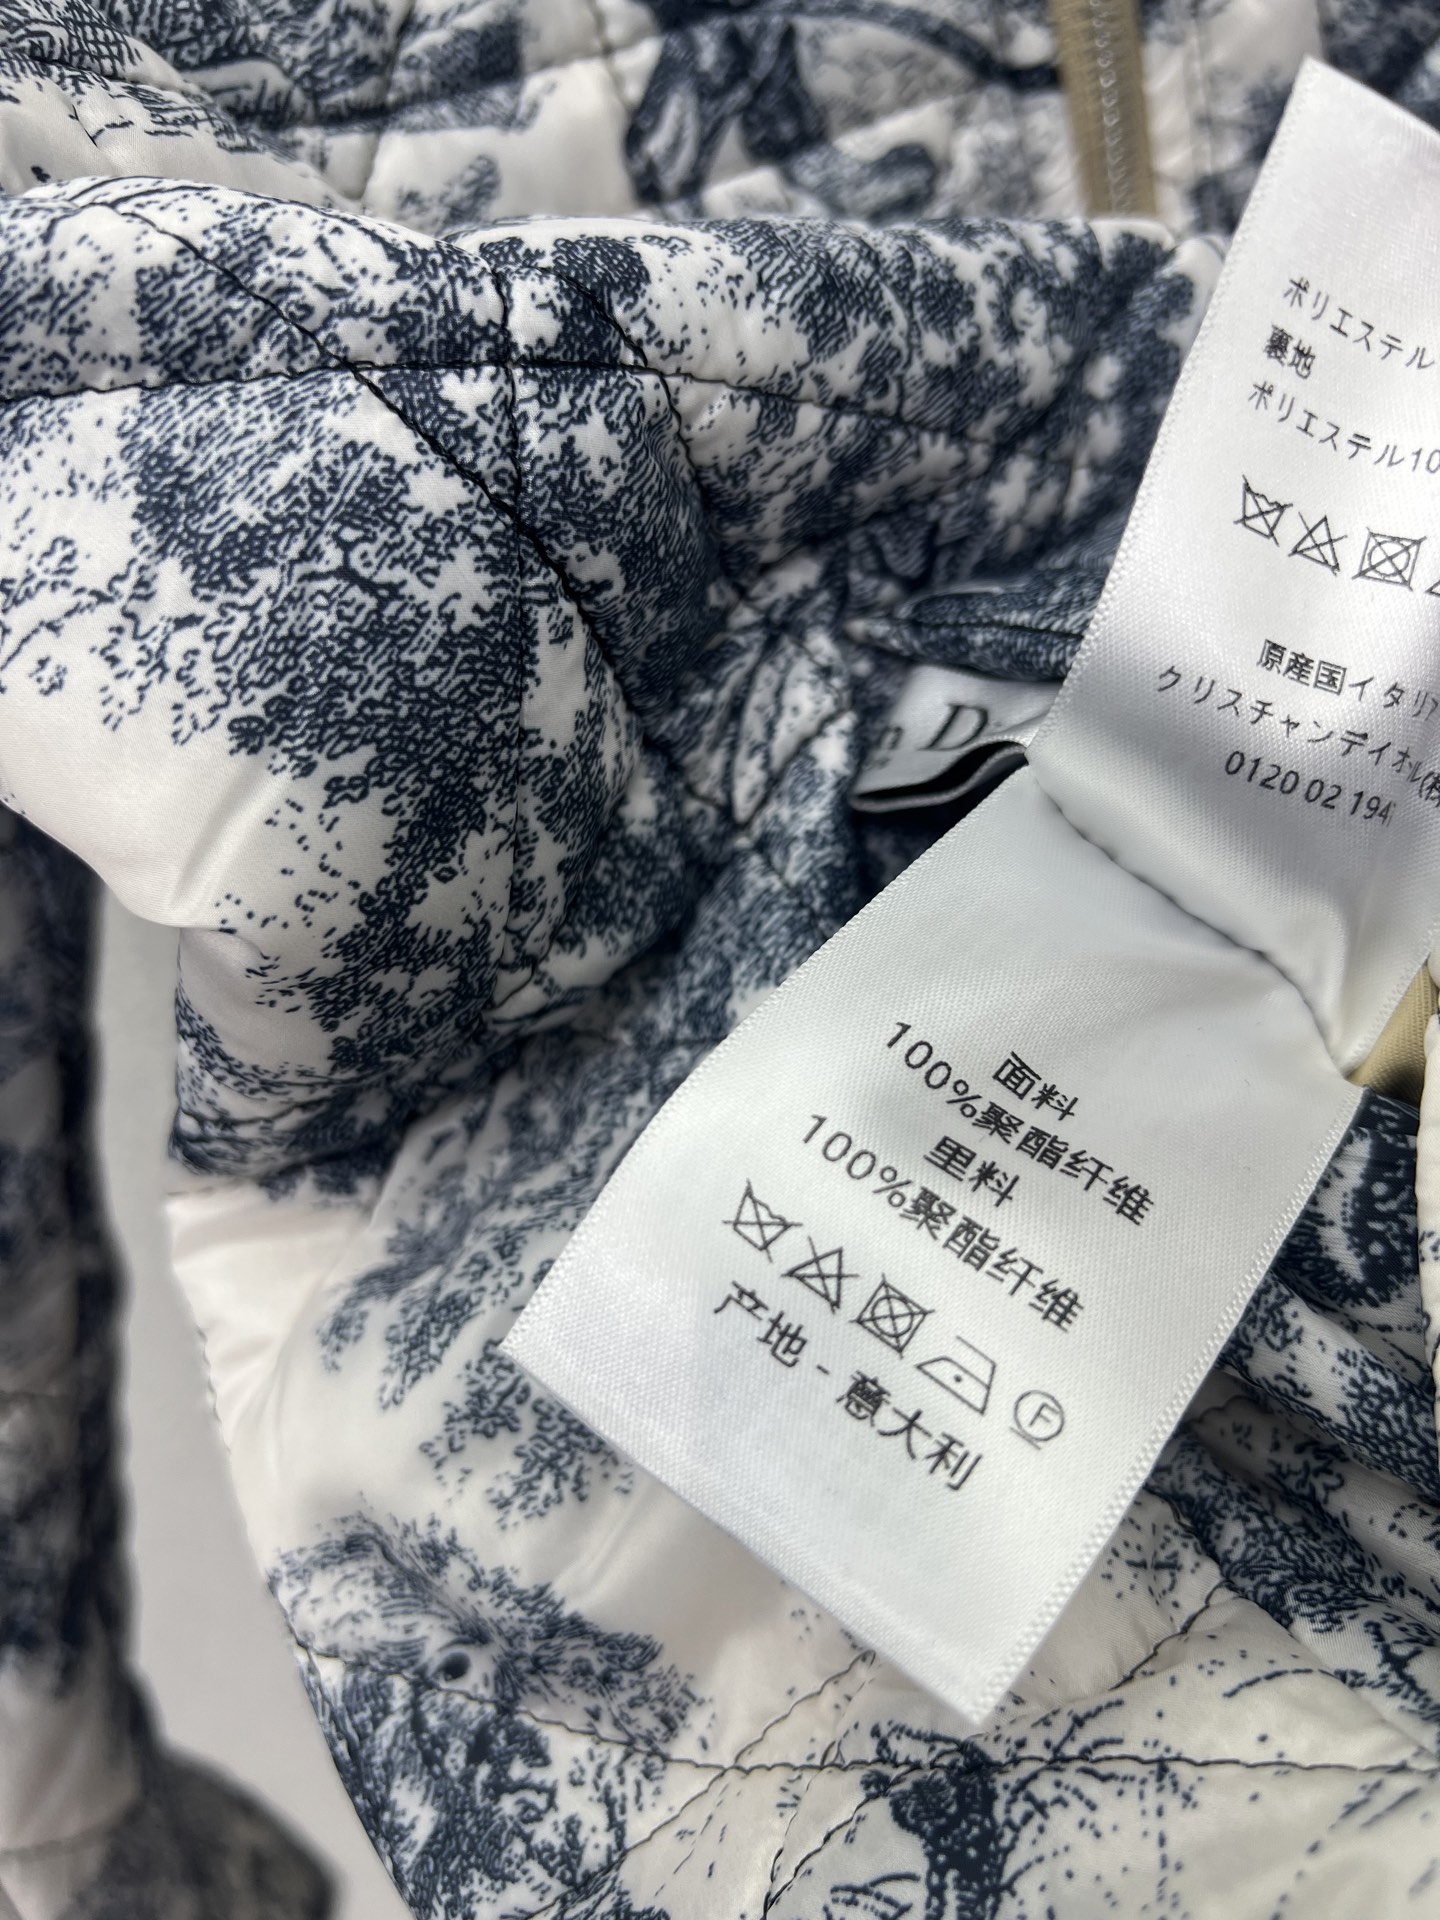 ポリエステル
裏地
ポリエステル10
原産国イタリア
クリスチャンディオール(株
0120 02 194
n D
面料
100%聚酯纤维
里料
100%聚酯纤维
F
产地 - 意大利